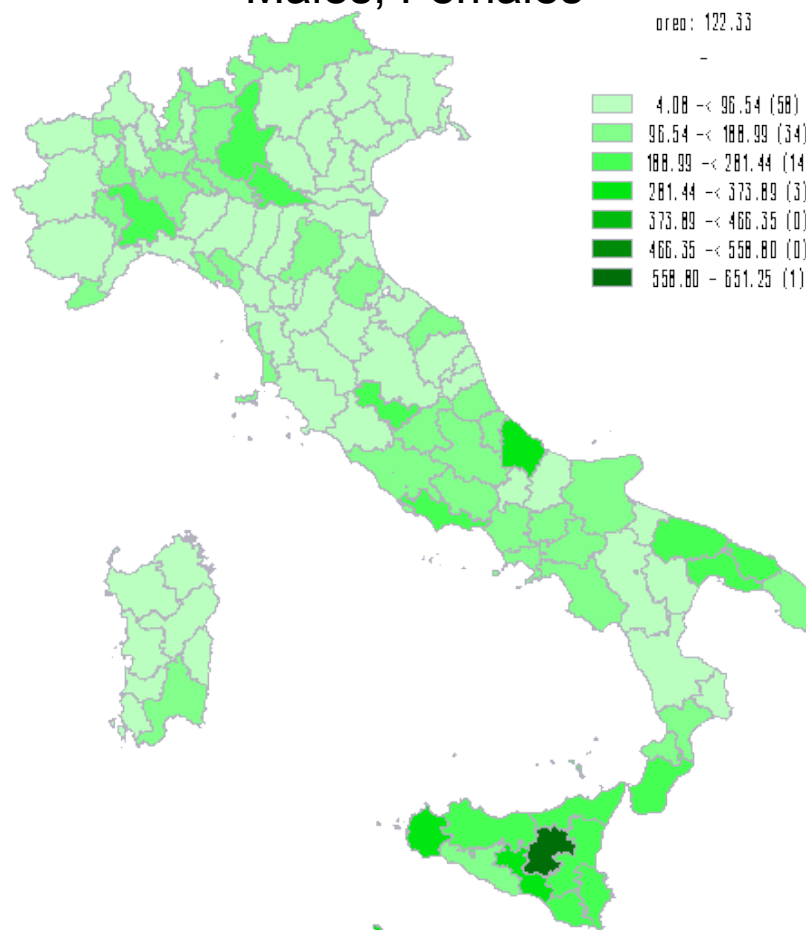 Males, Females
area: 122.33
-
4.08 -< 96.54 (58)
96.54 -< 188.99 (34)
188.99 -< 281.44 (14
281.44 -< 373.89 (3)
373.89 -< 466.35 (0)
466.35 -< 558.80 (0)
558.80 - 651.25 (1)